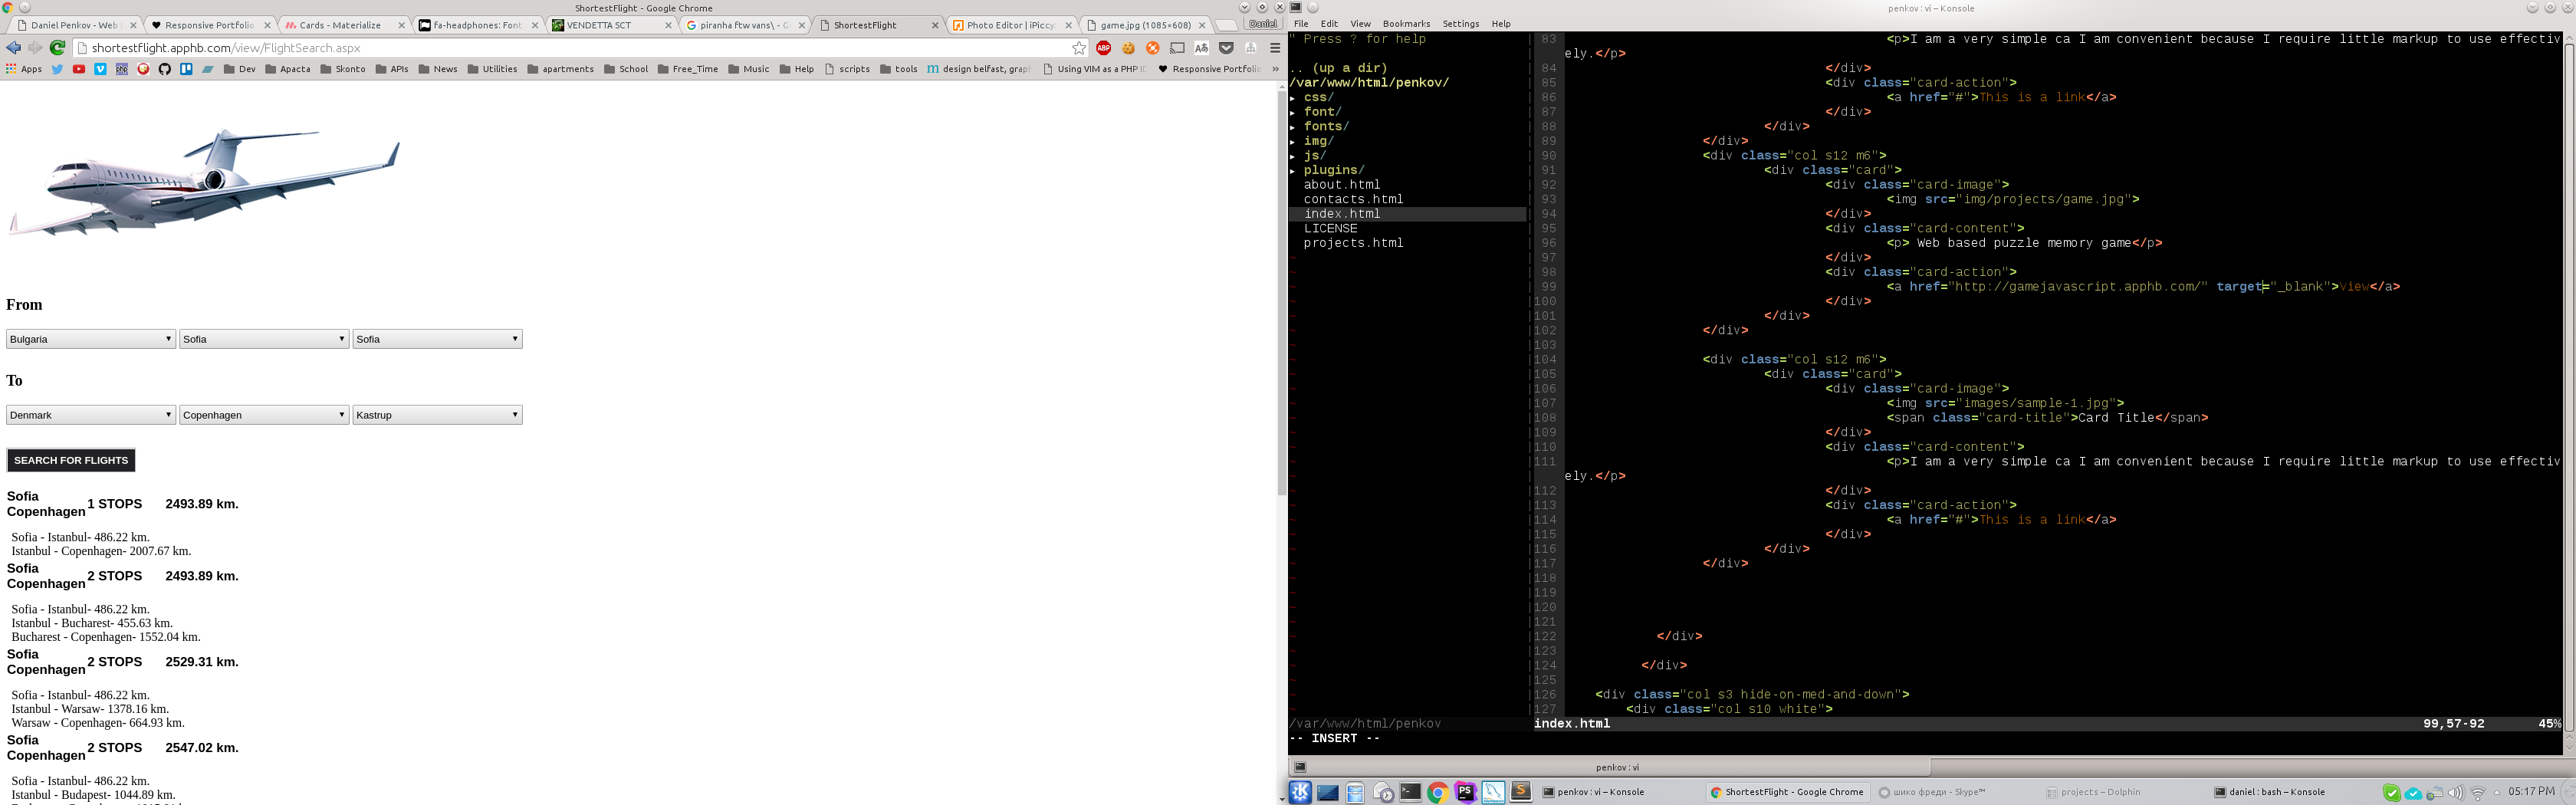 ShortestFlight - Google Chrome
Daniel Penkov - Web
Responsive Portfolio
Cards - Materialize
fa-headphones: Font
VENDETTA SCT
piranha ftw vans\ - Go
ShortestFlight
Photo Editor | iPiccy:
game.jpg (1085×608)
Daniel
shortestflight.apphb.com/view/FlightSearch.aspx
ABP
Apps
Dev
Apacta
Skonto
APIs
News
Utilities
apartments
School
Free_Time
Music
Help
scripts
tools
design belfast, grap
Using VIM as a PHP I
Responsive Portfolio
»
From
Bulgaria
Sofia
Sofia
To
Denmark
Copenhagen
Kastrup
SEARCH FOR FLIGHTS
Sofia
Copenhagen 1 STOPS 2493.89 km.
Sofia - Istanbul- 486.22 km.
Istanbul - Copenhagen- 2007.67 km.
Sofia
Copenhagen 2 STOPS 2493.89 km.
Sofia - Istanbul- 486.22 km.
Istanbul - Bucharest- 455.63 km.
Bucharest - Copenhagen- 1552.04 km.
Sofia
Copenhagen 2 STOPS 2529.31 km.
Sofia - Istanbul- 486.22 km.
Istanbul - Warsaw- 1378.16 km.
Warsaw - Copenhagen- 664.93 km.
Sofia
Copenhagen 2 STOPS 2547.02 km.
Sofia - Istanbul- 486.22 km.
Istanbul - Budapest- 1044.89 km.
penkov : vi – Konsole
File Edit View Bookmarks Settings Help
" Press ? for help
.. (up a dir)
/var/www/html/penkov/
▸ css/
▸ font/
▸ fonts/
▸ img/
▸ js/
▸ plugins/
about.html
contacts.html
index.html
LICENSE
projects.html
/var/www/html/penkov
83 <p>I am a very simple ca I am convenient because I require little markup to use effectiv
ely.</p>
84 </div>
85 <div class="card-action">
86 <a href="#">This is a link</a>
87 </div>
88 </div>
89 </div>
90 <div class="col s12 m6">
91 <div class="card">
92 <div class="card-image">
93 <img src="img/projects/game.jpg">
94 </div>
95 <div class="card-content">
96 <p> Web based puzzle memory game</p>
97 </div>
98 <div class="card-action">
99 <a href="http://gamejavascript.apphb.com/" target="_blank">View</a>
100 </div>
101 </div>
102 </div>
103
104 <div class="col s12 m6">
105 <div class="card">
106 <div class="card-image">
107 <img src="images/sample-1.jpg">
108 <span class="card-title">Card Title</span>
109 </div>
110 <div class="card-content">
111 <p>I am a very simple ca I am convenient because I require little markup to use effectiv
ely.</p>
112 </div>
113 <div class="card-action">
114 <a href="#">This is a link</a>
115 </div>
116 </div>
117 </div>
118
119
120
121
122 </div>
123
124 </div>
125
126 <div class="col s3 hide-on-med-and-down">
127 <div class="col s10 white">
index.html 99,57-92 45%
-- INSERT --
penkov : vi
penkov : vi – Konsole
ShortestFlight - Google Chrome
шико фреди - Skype™
projects – Dolphin
daniel : bash – Konsole
05:17 PM